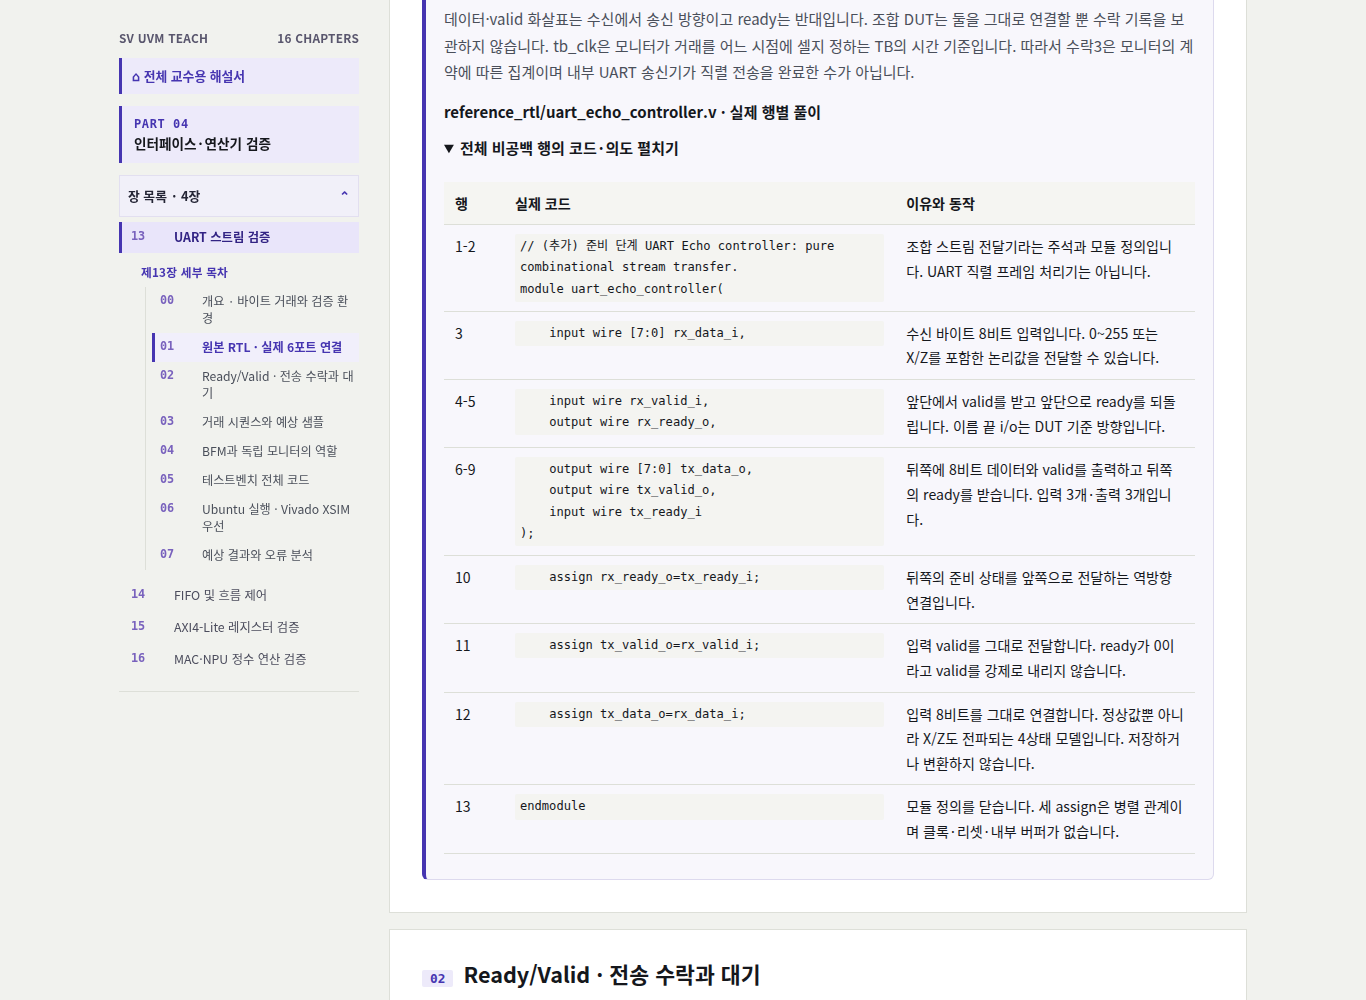 SV UVM TEACH 16 CHAPTERS
⌂ 전체 교수용 해설서
PART 04
인터페이스·연산기 검증
장 목록 · 4장
13 UART 스트림 검증
제13장 세부 목차
00 개요 · 바이트 거래와 검증 환
경
01 원본 RTL · 실제 6포트 연결
02 Ready/Valid · 전송 수락과 대
기
03 거래 시퀀스와 예상 샘플
04 BFM과 독립 모니터의 역할
05 테스트벤치 전체 코드
06 Ubuntu 실행 · Vivado XSIM
우선
07 예상 결과와 오류 분석
14 FIFO 및 흐름 제어
15 AXI4-Lite 레지스터 검증
16 MAC·NPU 정수 연산 검증
데이터·valid 화살표는 수신에서 송신 방향이고 ready는 반대입니다. 조합 DUT는 둘을 그대로 연결할 뿐 수락 기록을 보
관하지 않습니다. tb_clk은 모니터가 거래를 어느 시점에 셀지 정하는 TB의 시간 기준입니다. 따라서 수락3은 모니터의 계
약에 따른 집계이며 내부 UART 송신기가 직렬 전송을 완료한 수가 아닙니다.
reference_rtl/uart_echo_controller.v · 실제 행별 풀이
▼ 전체 비공백 행의 코드·의도 펼치기
행 실제 코드 이유와 동작
1-2
// (추가) 준비 단계 UART Echo controller: pure
combinational stream transfer.
module uart_echo_controller(
조합 스트림 전달기라는 주석과 모듈 정의입니
다. UART 직렬 프레임 처리기는 아닙니다.
3
input wire [7:0] rx_data_i,
수신 바이트 8비트 입력입니다. 0~255 또는
X/Z를 포함한 논리값을 전달할 수 있습니다.
4-5
input wire rx_valid_i,
output wire rx_ready_o,
앞단에서 valid를 받고 앞단으로 ready를 되돌
립니다. 이름 끝 i/o는 DUT 기준 방향입니다.
6-9
output wire [7:0] tx_data_o,
output wire tx_valid_o,
input wire tx_ready_i
);
뒤쪽에 8비트 데이터와 valid를 출력하고 뒤쪽
의 ready를 받습니다. 입력 3개·출력 3개입니
다.
10
assign rx_ready_o=tx_ready_i;
뒤쪽의 준비 상태를 앞쪽으로 전달하는 역방향
연결입니다.
11
assign tx_valid_o=rx_valid_i;
입력 valid를 그대로 전달합니다. ready가 0이
라고 valid를 강제로 내리지 않습니다.
12
assign tx_data_o=rx_data_i;
입력 8비트를 그대로 연결합니다. 정상값뿐 아니
라 X/Z도 전파되는 4상태 모델입니다. 저장하거
나 변환하지 않습니다.
13
endmodule
모듈 정의를 닫습니다. 세 assign은 병렬 관계이
며 클록·리셋·내부 버퍼가 없습니다.
02 Ready/Valid · 전송 수락과 대기